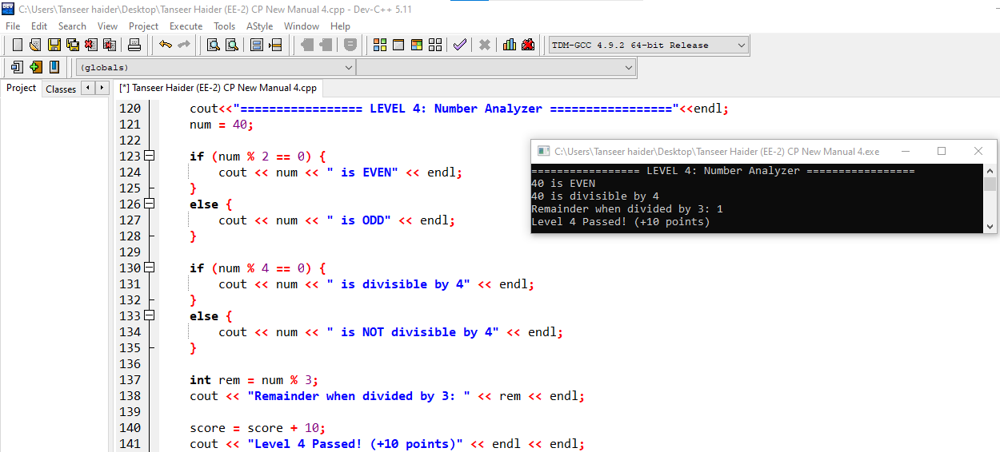 C:\Users\Tanseer haider\Desktop\Tanseer Haider (EE-2) CP New Manual 4.cpp - Dev-C++ 5.11
File Edit Search View Project Execute Tools AStyle Window Help
TDM-GCC 4.9.2 64-bit Release
(globals)
Project Classes [*] Tanseer Haider (EE-2) CP New Manual 4.cpp
120 cout<<"================= LEVEL 4: Number Analyzer ================="<<endl;
121 num = 40;
122
123 if (num % 2 == 0) {
124 cout << num << " is EVEN" << endl;
125 }
126 else {
127 cout << num << " is ODD" << endl;
128 }
129
130 if (num % 4 == 0) {
131 cout << num << " is divisible by 4" << endl;
132 }
133 else {
134 cout << num << " is NOT divisible by 4" << endl;
135 }
136
137 int rem = num % 3;
138 cout << "Remainder when divided by 3: " << rem << endl;
139
140 score = score + 10;
141 cout << "Level 4 Passed! (+10 points)" << endl << endl;
C:\Users\Tanseer haider\Desktop\Tanseer Haider (EE-2) CP New Manual 4.exe
================= LEVEL 4: Number Analyzer =================
40 is EVEN
40 is divisible by 4
Remainder when divided by 3: 1
Level 4 Passed! (+10 points)